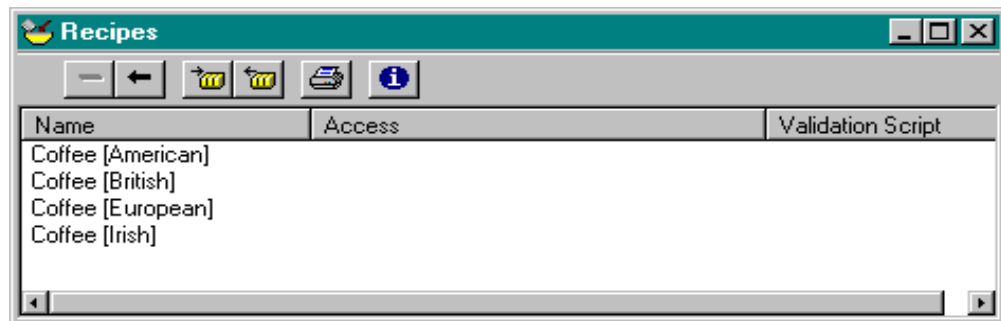 Recipes
Name Access Validation Script
Coffee [American]
Coffee [British]
Coffee [European]
Coffee [Irish]